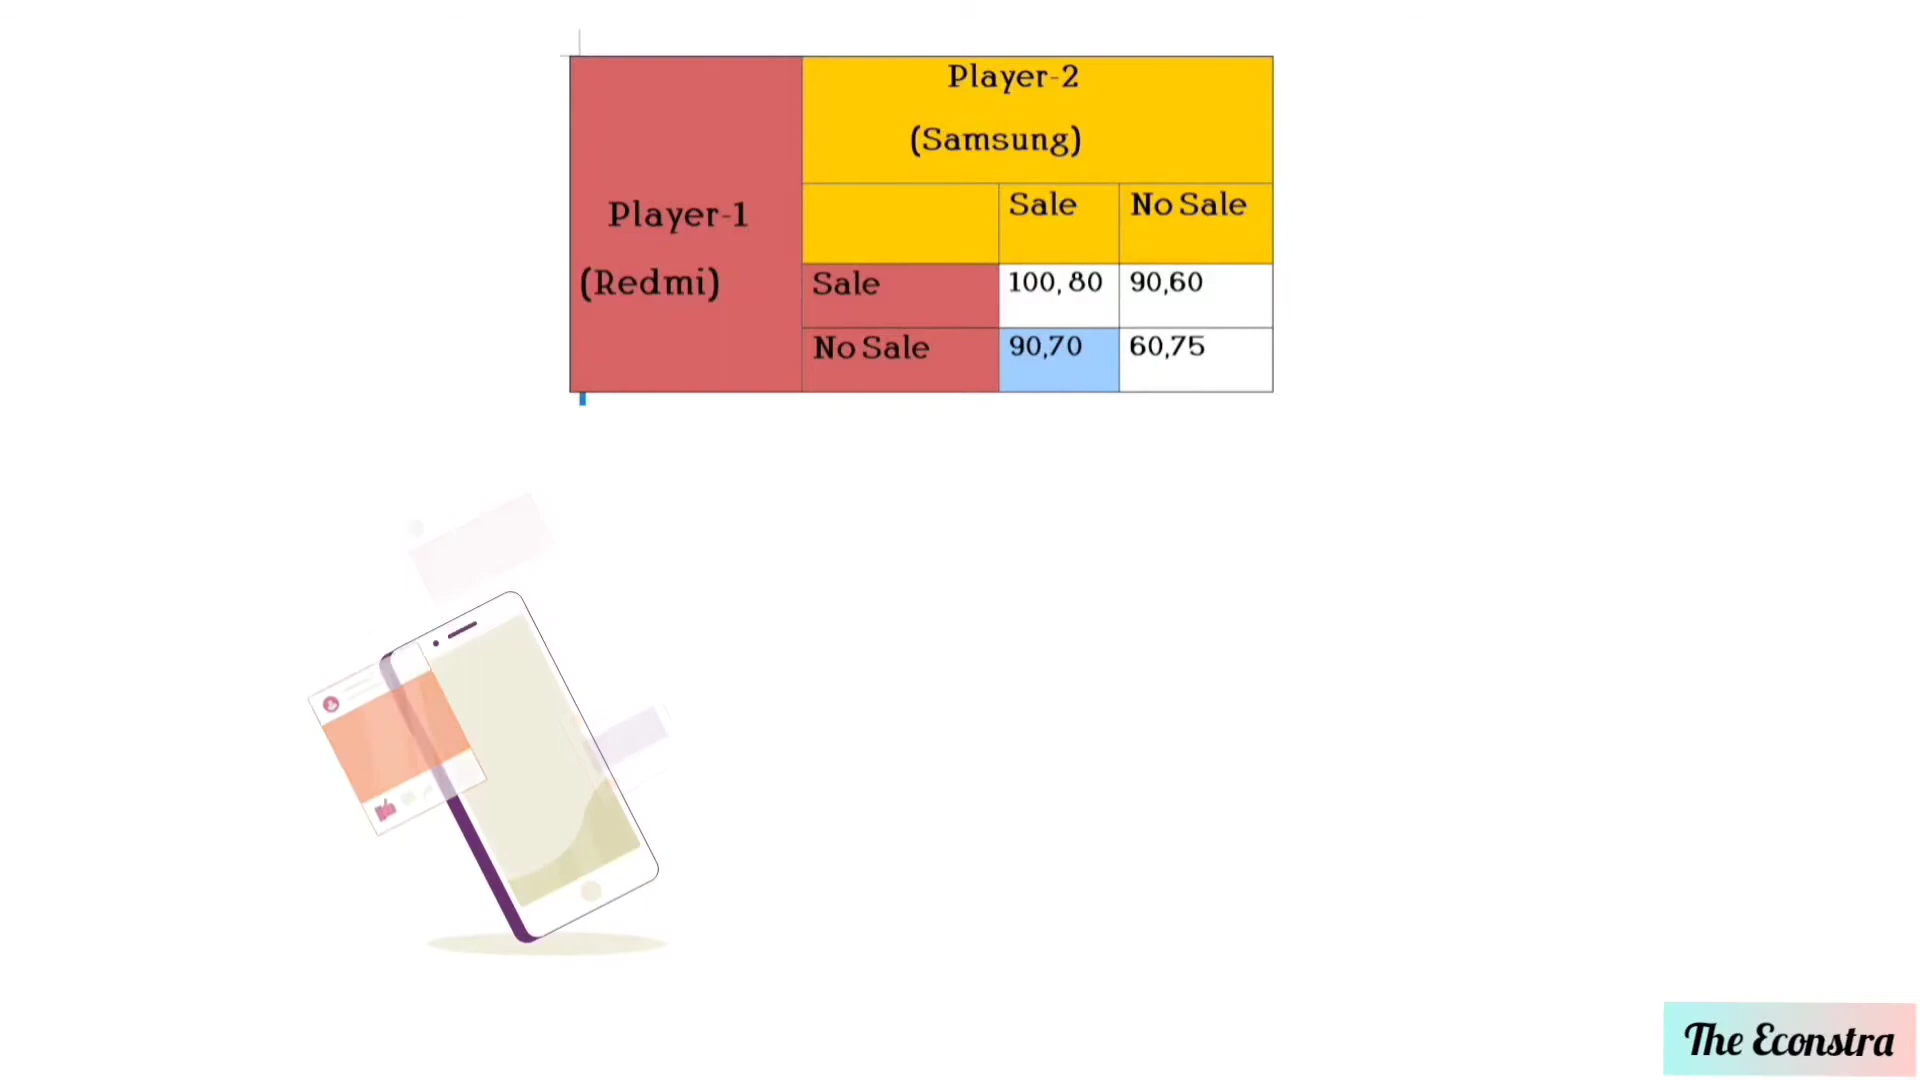 Player-2
(Samsung)
Player-1
(Redmi)
Sale No Sale
Sale 100, 80 90,60
No Sale 90,70 60,75
The Econstra